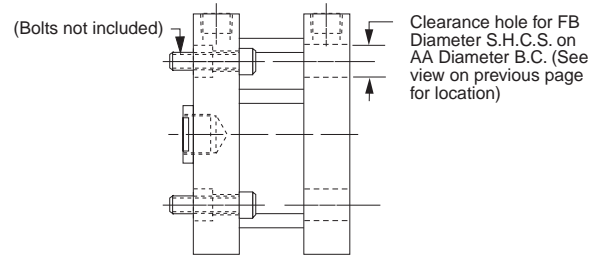 (Bolts not included)
Clearance hole for FB
Diameter S.H.C.S. on
AA Diameter B.C. (See
view on previous page
for location)